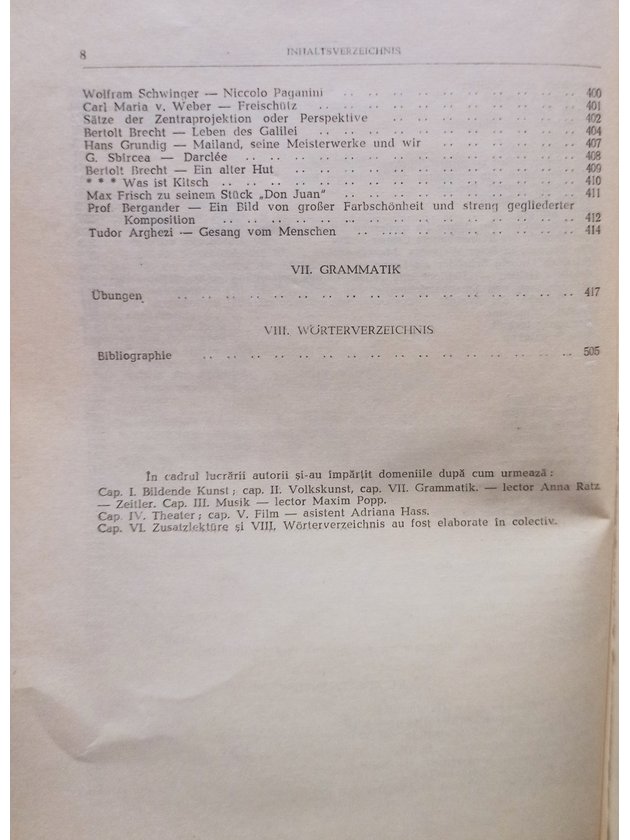 8 INHALTSVERZEICHNIS
Wolfram Schwinger — Niccolo Paganini .. .. .. .. .. .. .. .. .. .. 400
Carl Maria v. Weber — Freischütz .. .. .. .. .. .. .. .. .. .. .. 401
Sätze der Zentraprojektion oder Perspektive .. .. .. .. .. .. .. .. 402
Bertolt Brecht — Leben des Galilei .. .. .. .. .. .. .. .. .. .. .. 404
Hans Grundig — Mailand, seine Meisterwerke und wir .. .. .. .. .. .. 407
G. Sbârcea — Darclée .. .. .. .. .. .. .. .. .. .. .. .. .. 408
Bertolt Brecht — Ein alter Hut .. .. .. .. .. .. .. .. .. .. .. 409
* * * Was ist Kitsch .. .. .. .. .. .. .. .. .. .. .. .. .. 410
Max Frisch zu seinem Stück „Don Juan“ .. .. .. .. .. .. .. .. .. 411
Prof. Bergander — Ein Bild von großer Farbschönheit und streng gegliederter
Komposition .. .. .. .. .. .. .. .. .. .. .. .. .. 412
Tudor Arghezi — Gesang vom Menschen .. .. .. .. .. .. .. .. .. 414
VII. GRAMMATIK
Übungen .. .. .. .. .. .. .. .. .. .. .. .. .. .. 417
VIII. WÖRTERVERZEICHNIS
Bibliographie .. .. .. .. .. .. .. .. .. .. .. .. .. ... 505
În cadrul lucrării autorii și-au împărțit domeniile după cum urmează :
Cap. I. Bildende Kunst ; cap. II. Volkskunst, cap. VII. Grammatik. — lector Anna Ratz
— Zeitler. Cap. III. Musik — lector Maxim Popp.
Cap. IV. Theater ; cap. V. Film — asistent Adriana Hass.
Cap. VI. Zusatzlektüre și VIII, Wörterverzeichnis au fost elaborate în colectiv.